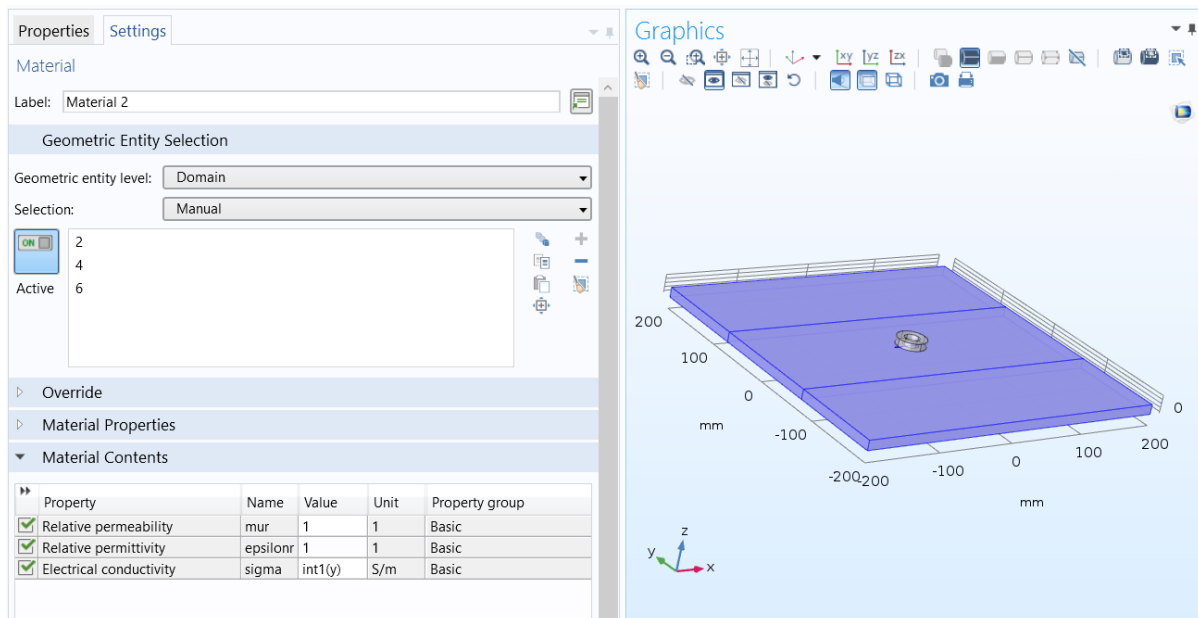 Properties Settings
Material
Label: Material 2
Geometric Entity Selection
Geometric entity level: Domain
Selection: Manual
ON
Active
2
4
6
Override
Material Properties
Material Contents
Property Name Value Unit Property group
Relative permeability mur 1 1 Basic
Relative permittivity epsilonr 1 1 Basic
Electrical conductivity sigma int1(y) S/m Basic
Graphics
xy yz zx
200
100
0
mm
-100
-200
-200
-100
0
100
200
mm
0
z
y
x